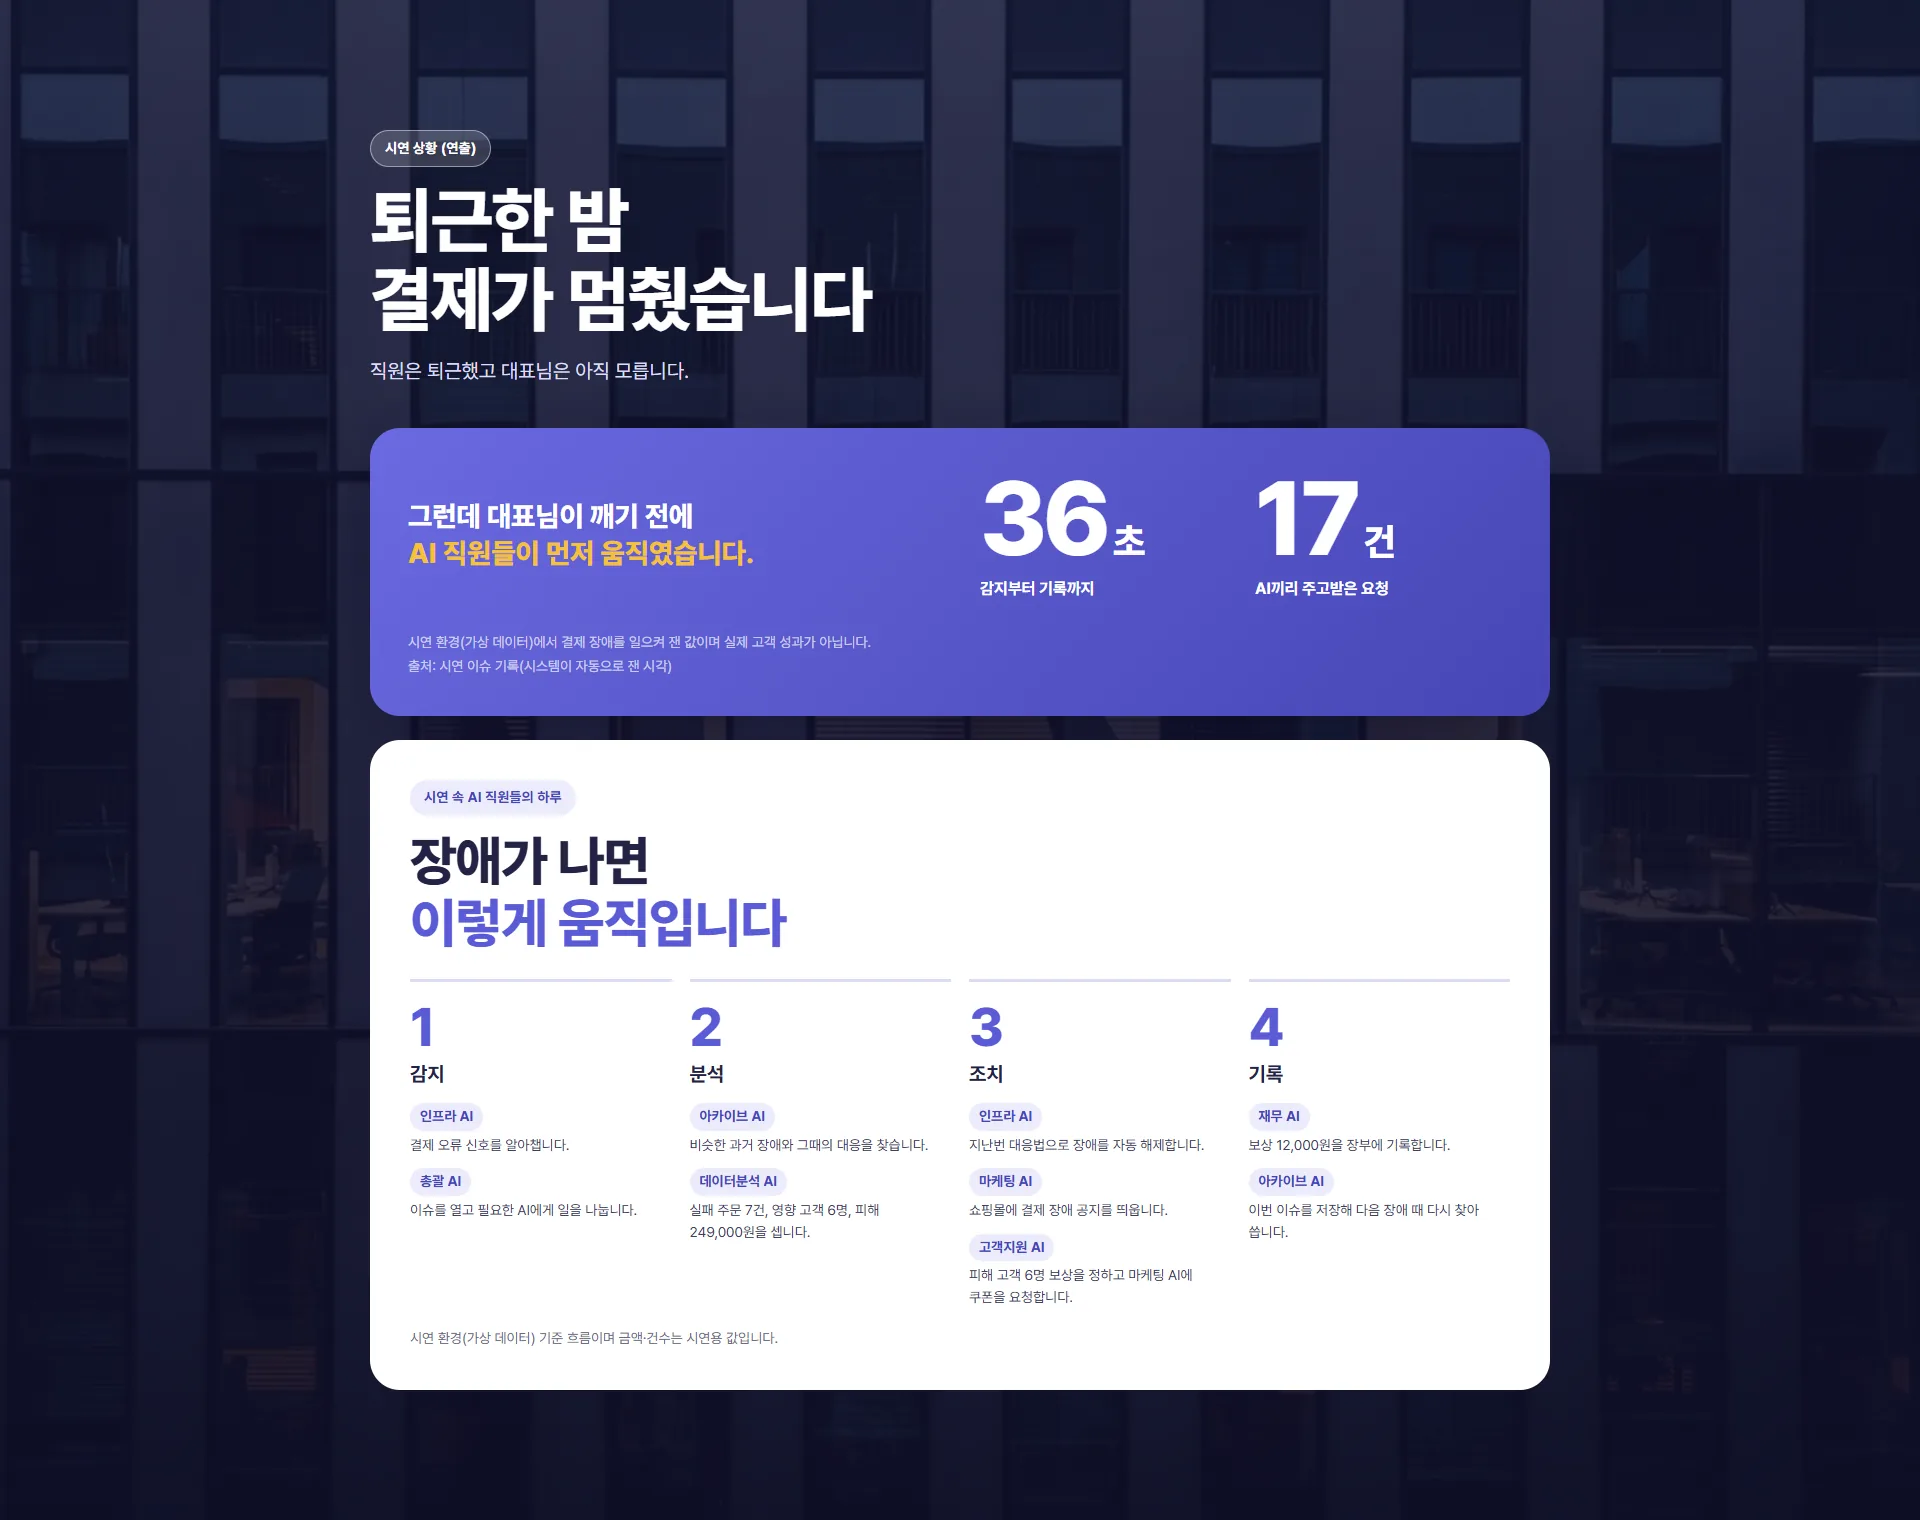 시연 상황 (연출)
퇴근한 밤
결제가 멈췄습니다
직원은 퇴근했고 대표님은 아직 모릅니다.
그런데 대표님이 깨기 전에
AI 직원들이 먼저 움직였습니다.
36초
감지부터 기록까지
17건
AI끼리 주고받은 요청
시연 환경(가상 데이터)에서 결제 장애를 일으켜 잰 값이며 실제 고객 성과가 아닙니다.
출처: 시연 이슈 기록(시스템이 자동으로 잰 시각)
시연 속 AI 직원들의 하루
장애가 나면
이렇게 움직입니다
1
감지
인프라 AI
결제 오류 신호를 알아챕니다.
총괄 AI
이슈를 열고 필요한 AI에게 일을 나눕니다.
2
분석
아카이브 AI
비슷한 과거 장애와 그때의 대응을 찾습니다.
데이터분석 AI
실패 주문 7건, 영향 고객 6명, 피해
249,000원을 셉니다.
3
조치
인프라 AI
지난번 대응법으로 장애를 자동 해제합니다.
마케팅 AI
쇼핑몰에 결제 장애 공지를 띄웁니다.
고객지원 AI
피해 고객 6명 보상을 정하고 마케팅 AI에
쿠폰을 요청합니다.
4
기록
재무 AI
보상 12,000원을 장부에 기록합니다.
아카이브 AI
이번 이슈를 저장해 다음 장애 때 다시 찾아
씁니다.
시연 환경(가상 데이터) 기준 흐름이며 금액·건수는 시연용 값입니다.